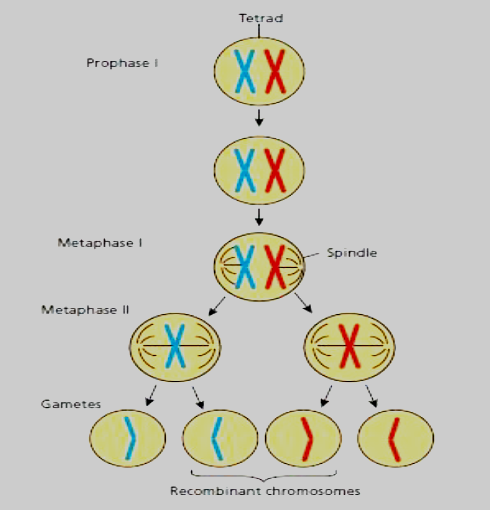 Tetrad
Prophase I
Metaphase I
Spindle
Metaphase II
Gametes
Recombinant chromosomes